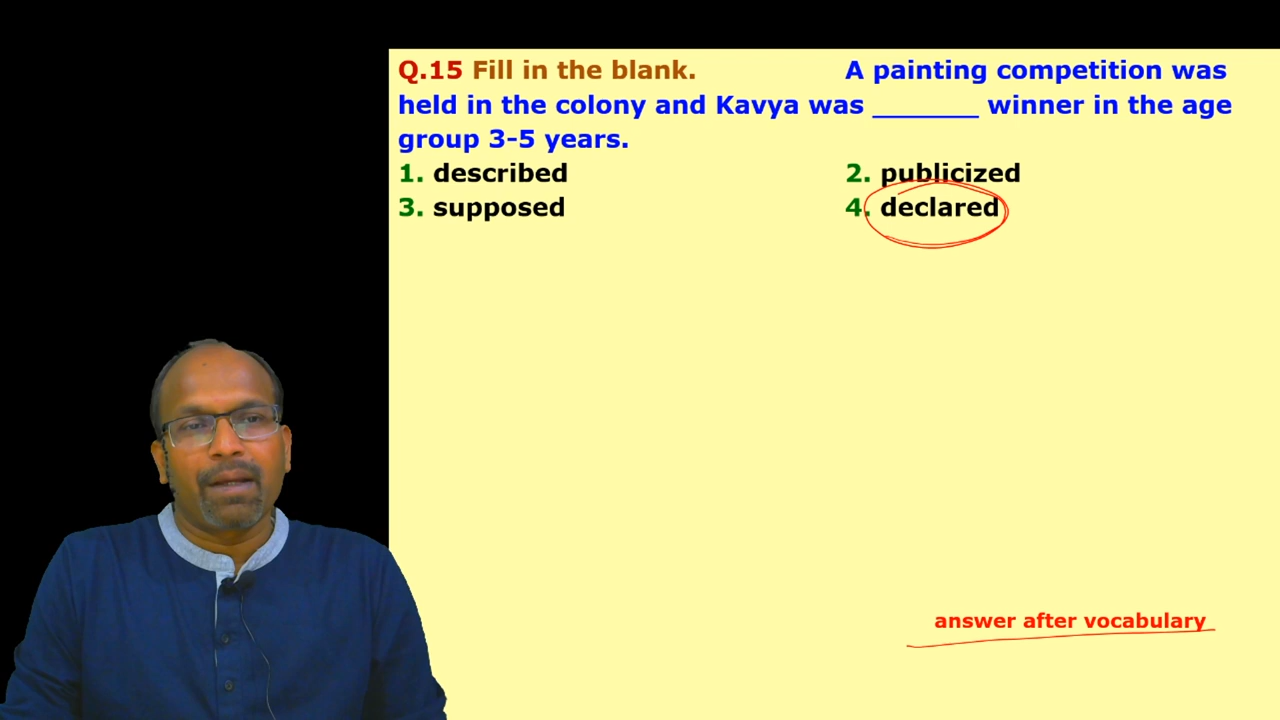 Q.15 Fill in the blank. A painting competition was
held in the colony and Kavya was _______ winner in the age
group 3-5 years.
1. described 2. publicized
3. supposed 4. declared
answer after vocabulary